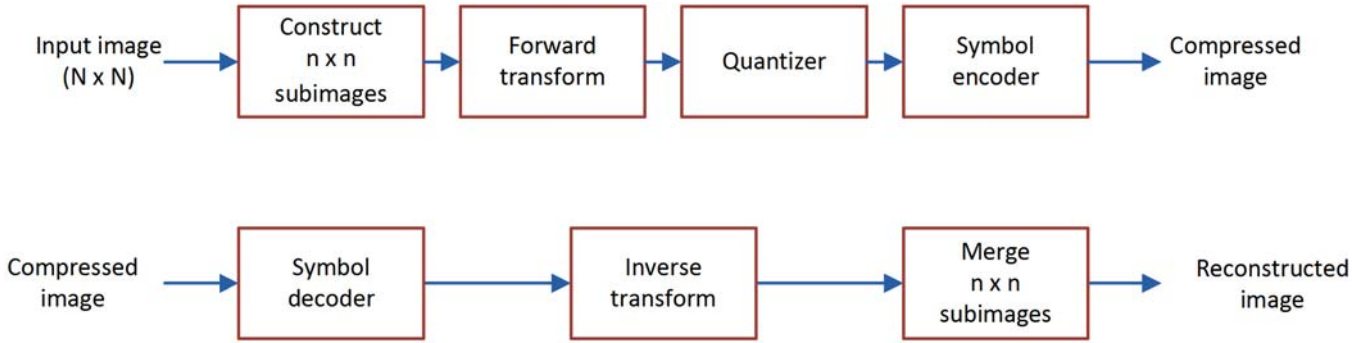 Input image
(N x N)
Construct
n x n
subimages
Forward
transform
Quantizer
Symbol
encoder
Compressed
image
Compressed
image
Symbol
decoder
Inverse
transform
Merge
n x n
subimages
Reconstructed
image